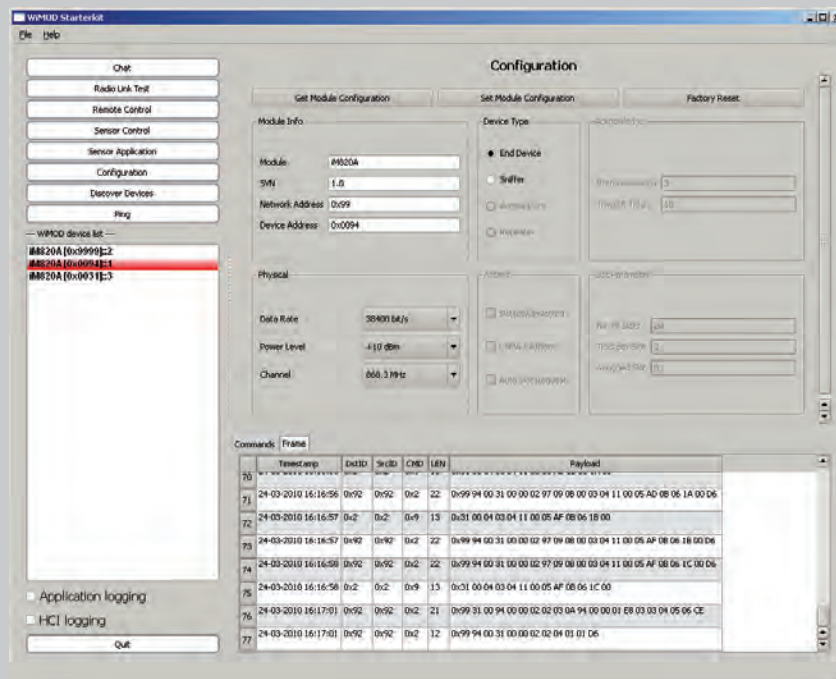 WiMOD Starterkit
File Help
Chat
Radio Link Test
Remote Control
Sensor Control
Sensor Application
Configuration
Discover Devices
Ping
WiMOD device list
iM820A [0x9999]::2
iM820A [0x0094]::1
iM820A [0x0031]::3
Application logging
HCI logging
Quit
Configuration
Get Module Configuration Set Module Configuration Factory Reset
Module Info
Module iM820A
SVN 1.0
Network Address 0x99
Device Address 0x0094
Device Type
End Device
Sniffer
Physical
Data Rate 38400 bit/s
Power Level +10 dBm
Channel 868.3 MHz
Commands Frame
Timestamp DstID SrcID CMD LEN Payload
70
71 24-03-2010 16:16:56 0x92 0x92 0x2 22 0x99 94 00 31 00 00 02 97 09 08 00 03 04 11 00 05 AD 08 06 1A 00 D6
72 24-03-2010 16:16:57 0x2 0x2 0x9 13 0x31 00 04 03 04 11 00 05 AF 08 06 1B 00
73 24-03-2010 16:16:57 0x92 0x92 0x2 22 0x99 94 00 31 00 00 02 97 09 08 00 03 04 11 00 05 AF 08 06 1B 00 D6
74 24-03-2010 16:16:58 0x92 0x92 0x2 22 0x99 94 00 31 00 00 02 97 09 08 00 03 04 11 00 05 AF 08 06 1C 00 D6
75 24-03-2010 16:16:58 0x2 0x2 0x9 13 0x31 00 04 03 04 11 00 05 AF 08 06 1C 00
76 24-03-2010 16:17:01 0x92 0x92 0x2 21 0x99 31 00 94 00 00 02 02 03 0A 94 00 00 01 E8 03 03 04 05 06 CE
77 24-03-2010 16:17:01 0x92 0x92 0x2 12 0x99 94 00 31 00 00 02 02 04 01 01 D6